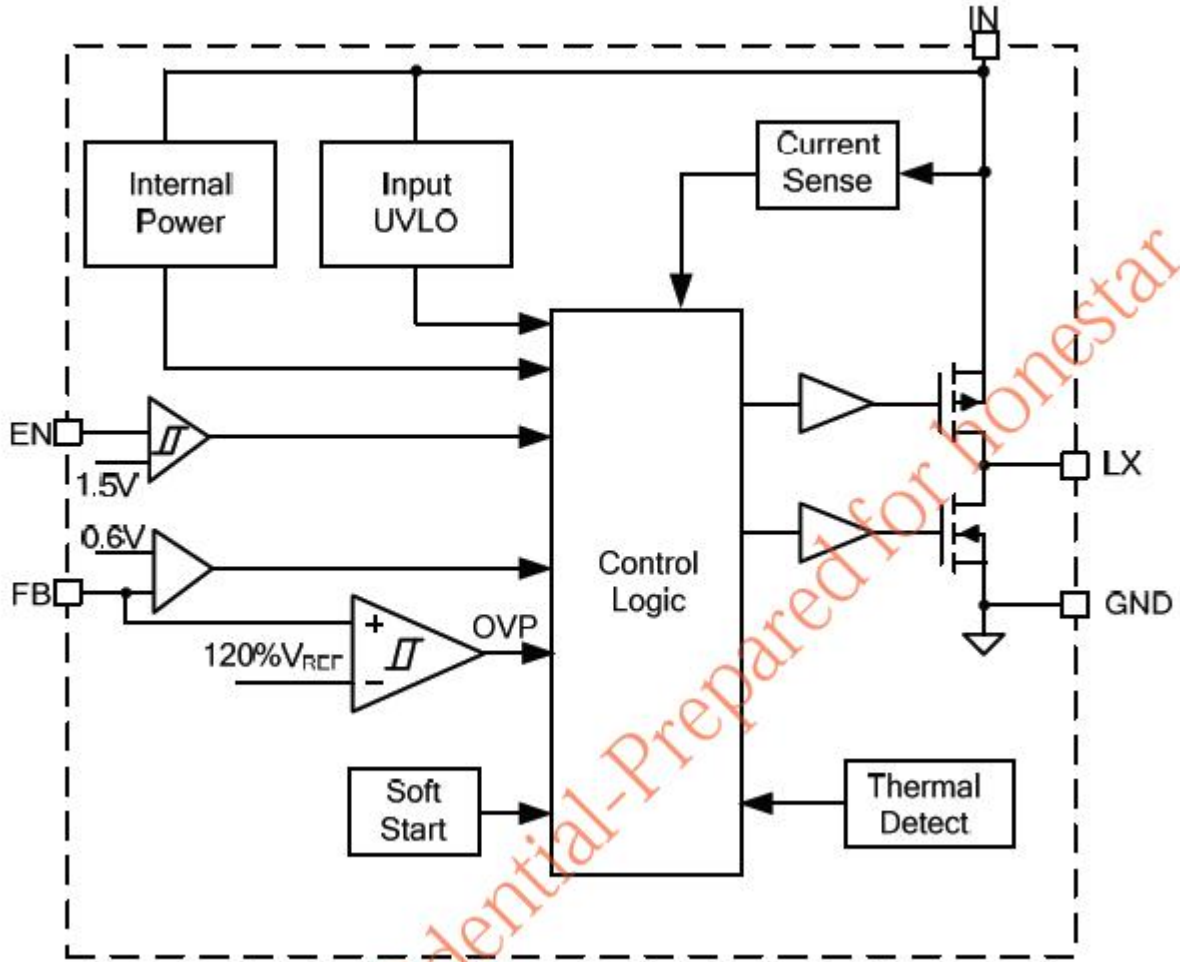 IN
Internal
Power
Input
UVLO
Current
Sense
EN
1.5V
0.6V
FB
120%VREF
+
−
OVP
Control
Logic
LX
GND
Soft
Start
Thermal
Detect
dential-Prepared for honestar